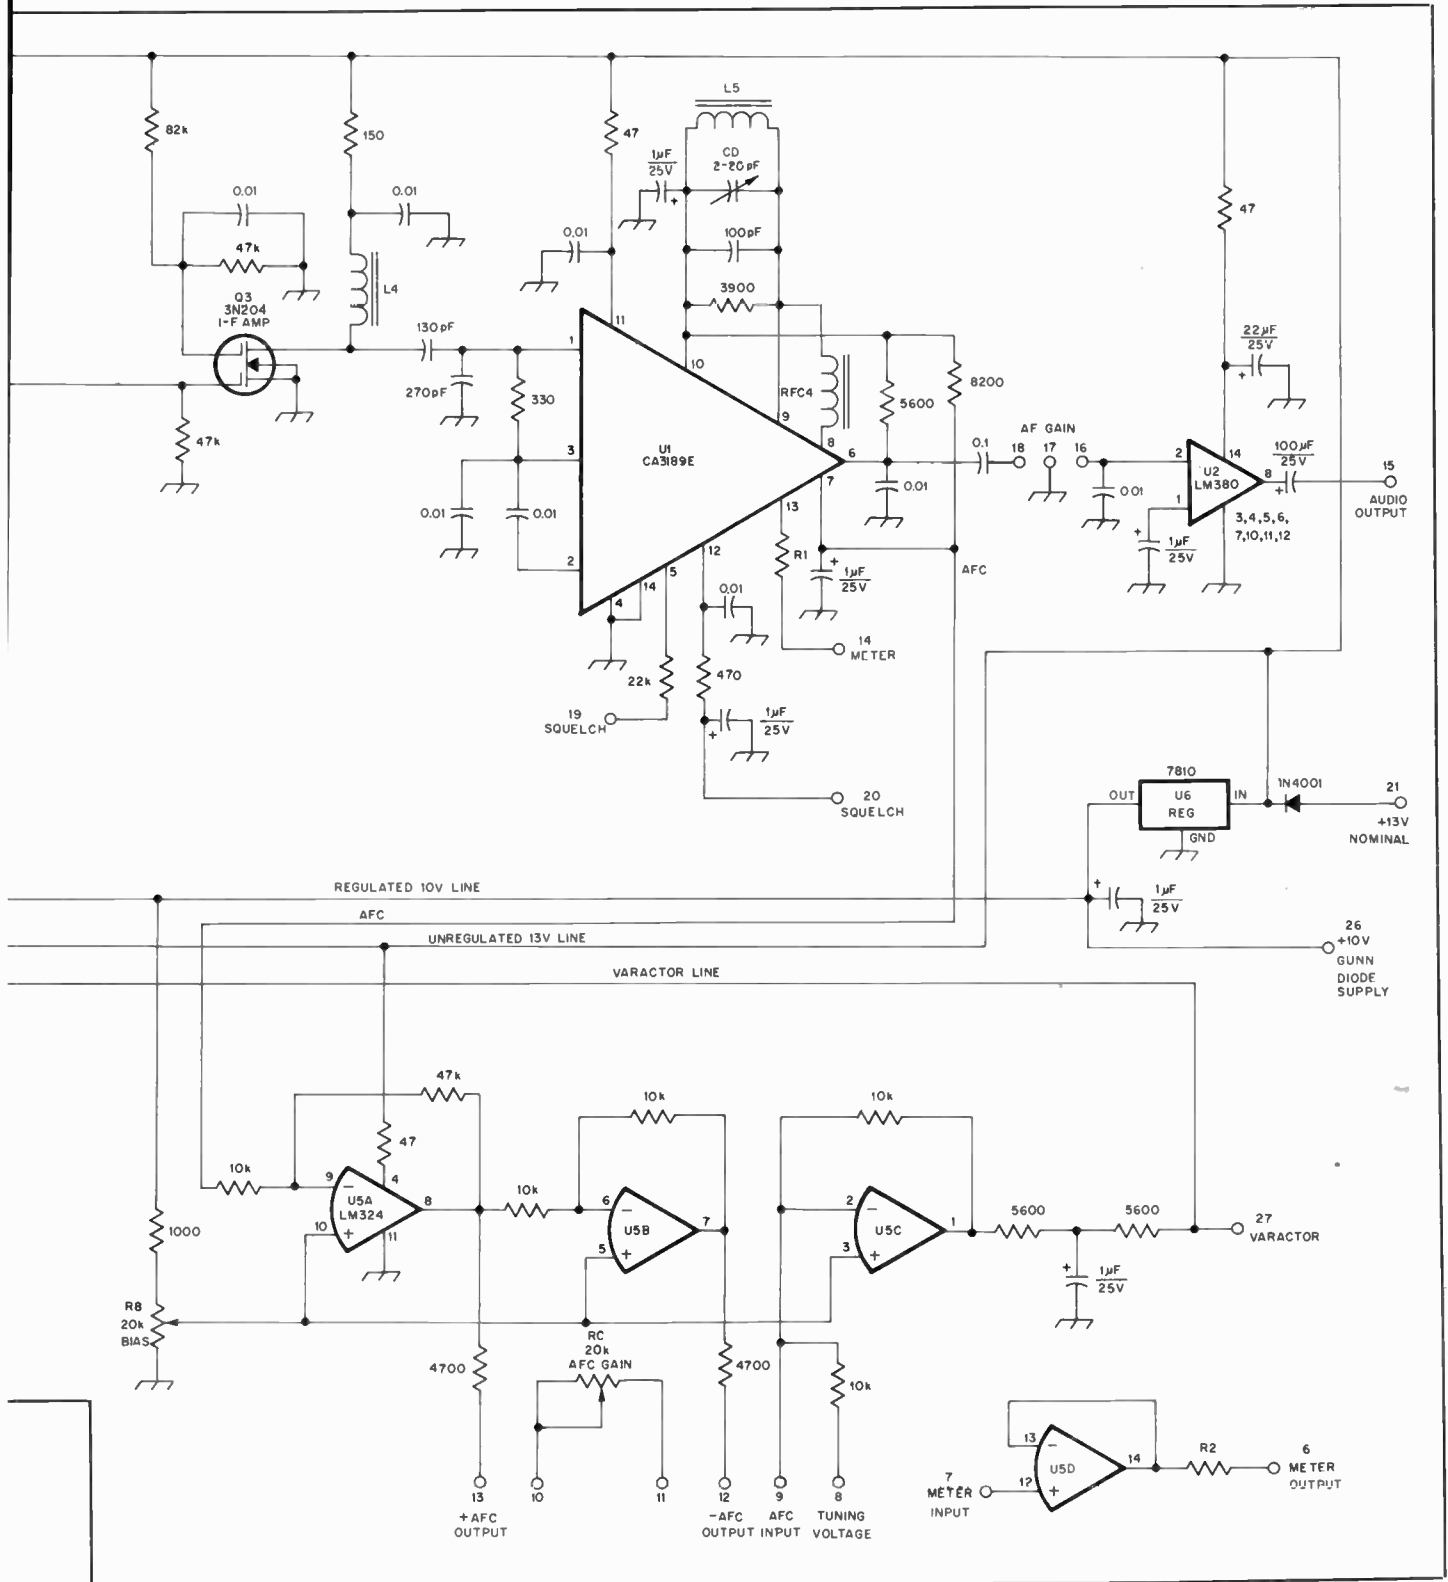 L5
82k
150
47
1µF
25V
CD
2-20pF
47
0.01
0.01
0.01
100pF
47k
Q3
3N204
I-F AMP
L4
3900
11
130pF
1
10
22µF
25V
270pF
330
RFC4
9
5600
8200
47k
3
U1
CA3189E
8
6
7
0.1
AF GAIN
18
17
16
2
U2
LM380
14
8
100µF
25V
15
AUDIO
OUTPUT
0.01
0.01
0.01
0.01
1
3,4,5,6,
7,10,11,12
13
R1
+
1µF
25V
AFC
+
1µF
25V
2
12
5
14
4
0.01
14
METER
22k
470
19
SQUELCH
+
1µF
25V
20
SQUELCH
7810
OUT
U6
REG
IN
GND
1N4001
21
+13V
NOMINAL
REGULATED 10V LINE
+
1µF
25V
AFC
UNREGULATED 13V LINE
26
+10V
GUNN
DIODE
SUPPLY
VARACTOR LINE
47k
10k
10k
47
10k
9
−
4
U5A
LM324
8
10
+
11
10k
6
−
U5B
7
5
+
2
−
U5C
1
3
+
5600
5600
27
VARACTOR
1000
+
1µF
25V
R8
20k
BIAS
RC
20k
AFC GAIN
4700
4700
10k
13
+AFC
OUTPUT
10
11
12
−AFC
OUTPUT
9
AFC
INPUT
8
TUNING
VOLTAGE
7
METER
INPUT
13
−
U5D
14
12
+
R2
6
METER
OUTPUT